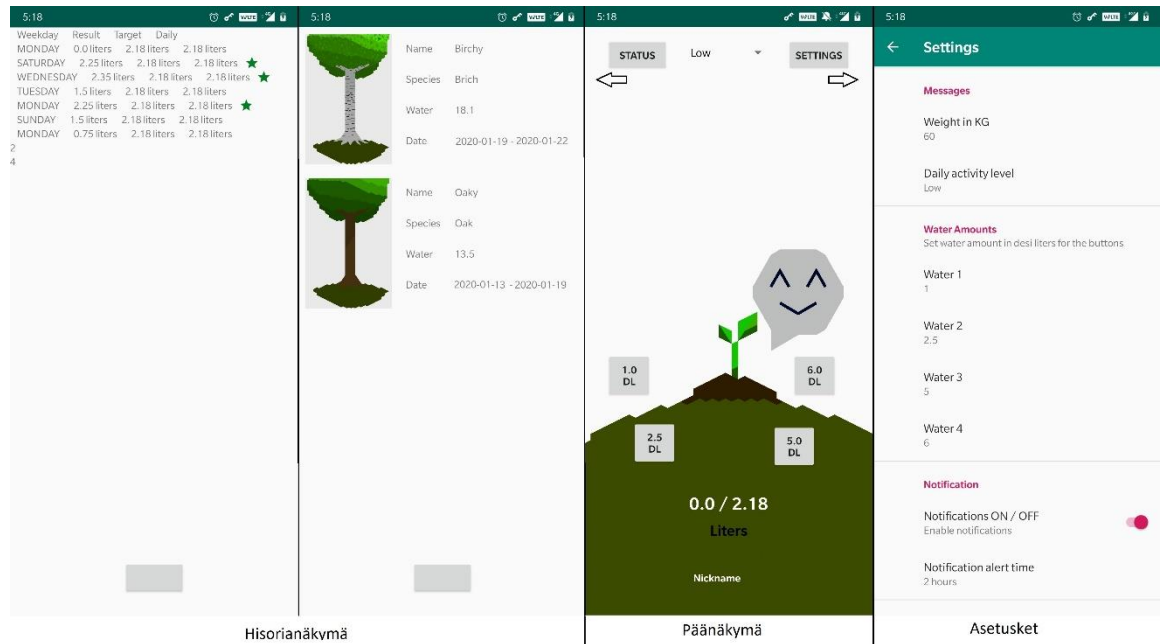 5:18
Weekday Result Target Daily
MONDAY 0.0 liters 2.18 liters 2.18 liters
SATURDAY 2.25 liters 2.18 liters 2.18 liters
WEDNESDAY 2.35 liters 2.18 liters 2.18 liters
TUESDAY 1.5 liters 2.18 liters 2.18 liters
MONDAY 2.25 liters 2.18 liters 2.18 liters
SUNDAY 1.5 liters 2.18 liters 2.18 liters
MONDAY 0.75 liters 2.18 liters 2.18 liters
2
4
5:18
Name Birchy
Species Brich
Water 18.1
Date 2020-01-19 - 2020-01-22
Name Oaky
Species Oak
Water 13.5
Date 2020-01-13 - 2020-01-19
Hisorianäkymä
5:18
STATUS Low SETTINGS
1.0 DL
6.0 DL
2.5 DL
5.0 DL
0.0 / 2.18
Liters
Nickname
Päänäkymä
5:18
Settings
Messages
Weight in KG
60
Daily activity level
Low
Water Amounts
Set water amount in desi liters for the buttons
Water 1
1
Water 2
2.5
Water 3
5
Water 4
6
Notification
Notifications ON / OFF
Enable notifications
Notification alert time
2 hours
Asetusket